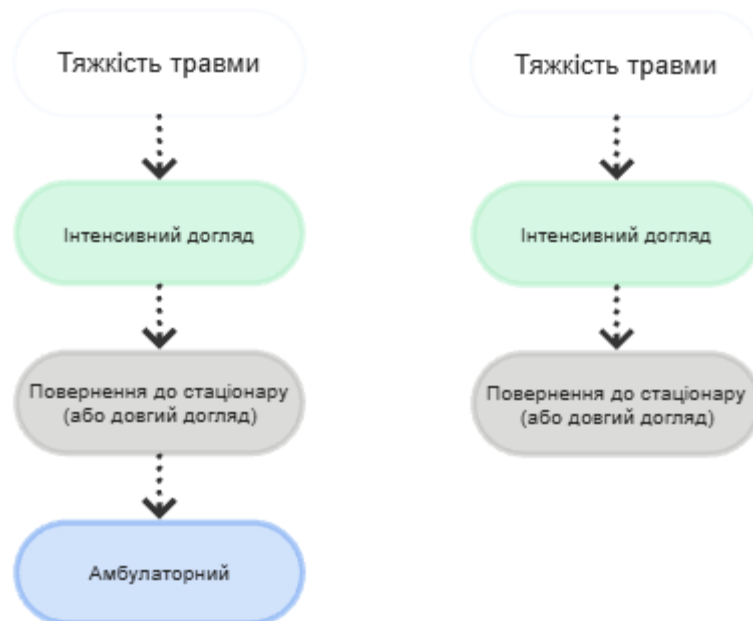 Тяжкість травми
Інтенсивний догляд
Повернення до стаціонару
(або довгий догляд)
Амбулаторний
Тяжкість травми
Інтенсивний догляд
Повернення до стаціонару
(або довгий догляд)